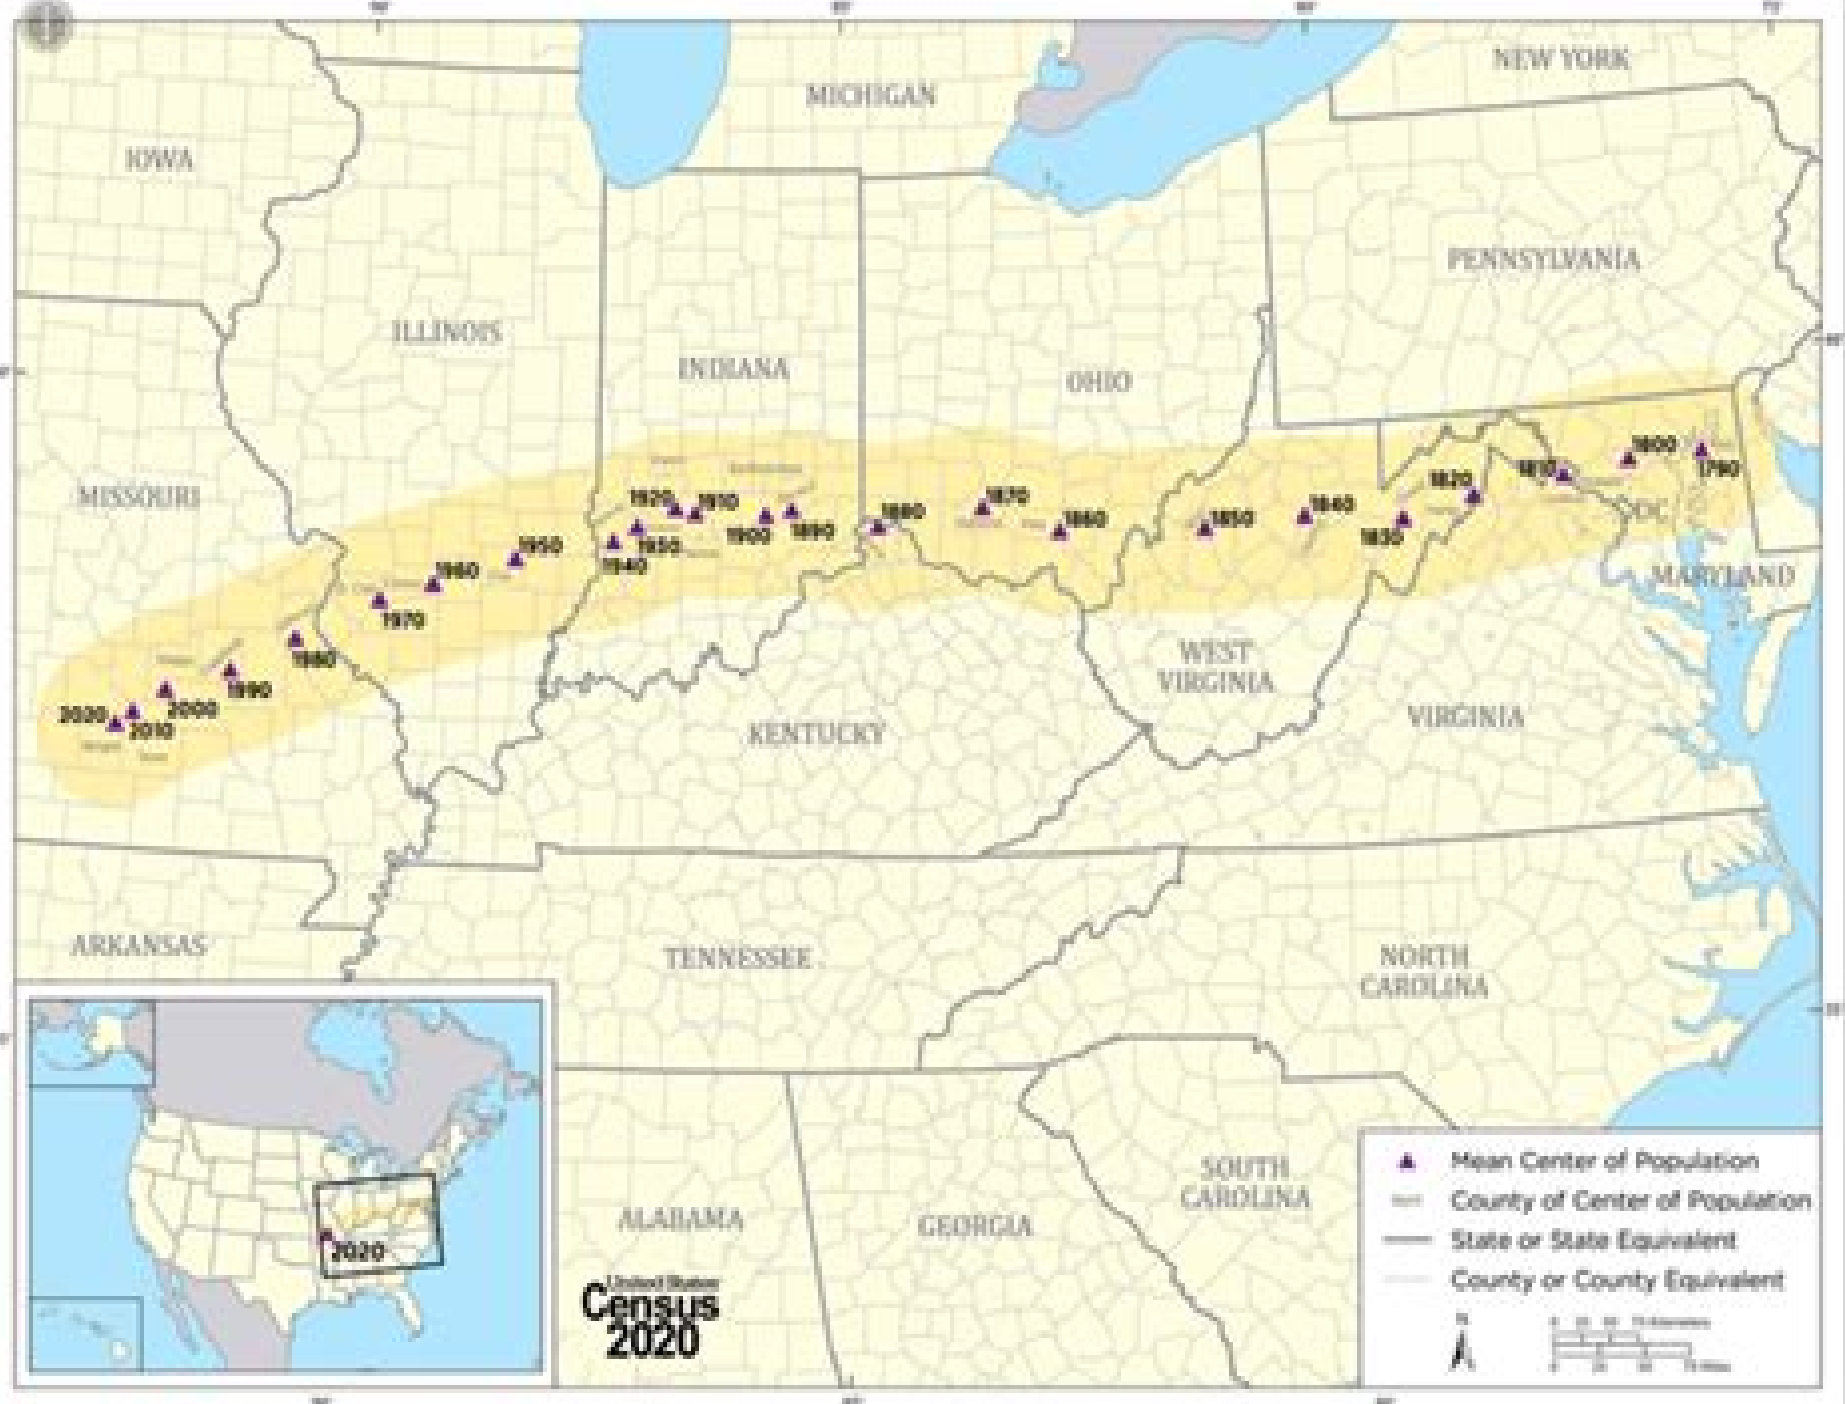 NEW YORK
MICHIGAN
IOWA
PENNSYLVANIA
ILLINOIS
INDIANA
OHIO
MISSOURI
1800
1790
1810
1820
1920
1910
1870
1840
1880
1860
1850
1900
1890
1830
DC
1950
1930
1940
1960
MARYLAND
1970
1980
WEST
VIRGINIA
1990
2000
2020
2010
VIRGINIA
KENTUCKY
ARKANSAS
TENNESSEE
NORTH
CAROLINA
SOUTH
CAROLINA
ALABAMA
GEORGIA
2020
United States
Census
2020
Mean Center of Population
County of Center of Population
State or State Equivalent
County or County Equivalent
N